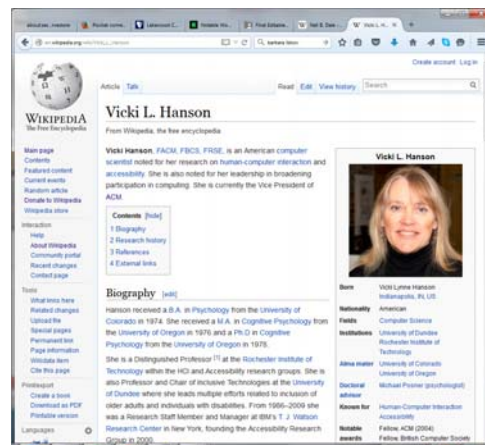 Create account Log in
Article Talk Read Edit View history Search
WIKIPEDIA
The Free Encyclopedia
Main page
Contents
Featured content
Current events
Random article
Donate to Wikipedia
Wikipedia store
Interaction
Help
About Wikipedia
Community portal
Recent changes
Contact page
Tools
What links here
Related changes
Upload file
Special pages
Permanent link
Page information
Wikidata item
Cite this page
Print/export
Create a book
Download as PDF
Printable version
Languages
Vicki L. Hanson
From Wikipedia, the free encyclopedia
Vicki Hanson, FACM, FBCS, FRSE, is an American computer
scientist noted for her research on human-computer interaction and
accessibility. She is also noted for her leadership in broadening
participation in computing. She is currently the Vice President of
ACM.
Contents [hide]
1 Biography
2 Research history
3 References
4 External links
Biography [edit]
Hanson received a B.A. in Psychology from the University of
Colorado in 1974. She received a M.A. in Cognitive Psychology from
the University of Oregon in 1976 and a Ph.D in Cognitive
Psychology from the University of Oregon in 1978.
She is a Distinguished Professor [1] at the Rochester Institute of
Technology within the HCI and Accessibility research groups. She is
also Professor and Chair of Inclusive Technologies at the University
of Dundee where she leads multiple efforts related to inclusion of
older adults and individuals with disabilities. From 1986–2009 she
was a Research Staff Member and Manager at IBM's T. J. Watson
Research Center in New York, founding the Accessibility Research
Group in 2000.
Vicki L. Hanson
Born Vicki Lynne Hanson
Indianapolis, IN, US
Nationality American
Fields Computer Science
Institutions University of Dundee
Rochester Institute of
Technology
Alma mater University of Colorado
University of Oregon
Doctoral Michael Posner (psychologist)
advisor
Known for Human-Computer Interaction
Accessibility
Notable Fellow, ACM (2004)
awards Fellow, British Computer Society